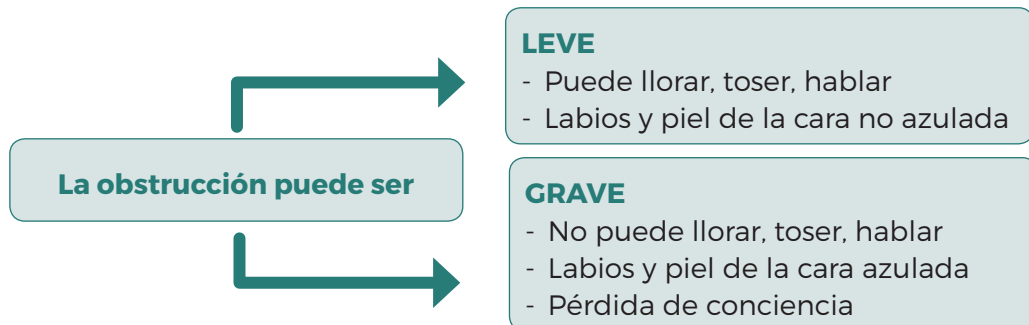 La obstrucción puede ser
LEVE
- Puede llorar, toser, hablar
- Labios y piel de la cara no azulada
GRAVE
- No puede llorar, toser, hablar
- Labios y piel de la cara azulada
- Pérdida de conciencia